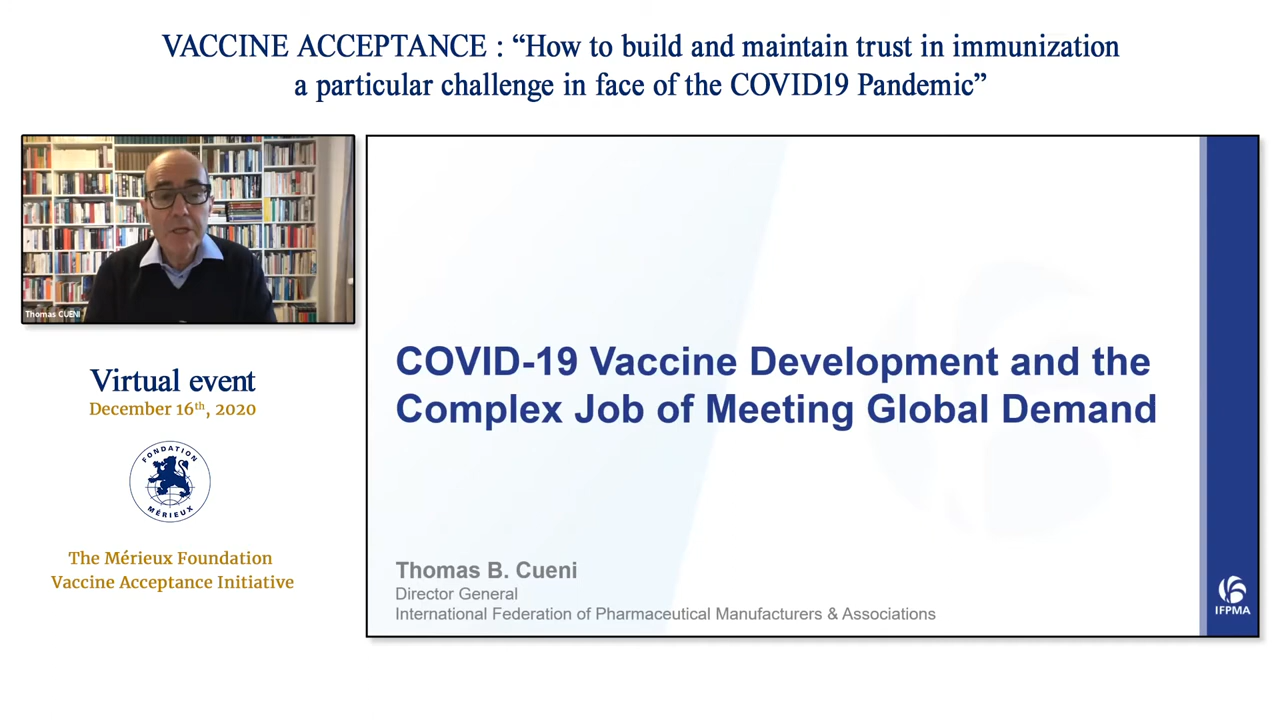 VACCINE ACCEPTANCE : “How to build and maintain trust in immunization
a particular challenge in face of the COVID19 Pandemic”
Thomas CUENI
Virtual event
December 16th, 2020
FONDATION
MÉRIEUX
The Mérieux Foundation
Vaccine Acceptance Initiative
COVID-19 Vaccine Development and the
Complex Job of Meeting Global Demand
Thomas B. Cueni
Director General
International Federation of Pharmaceutical Manufacturers & Associations
IFPMA